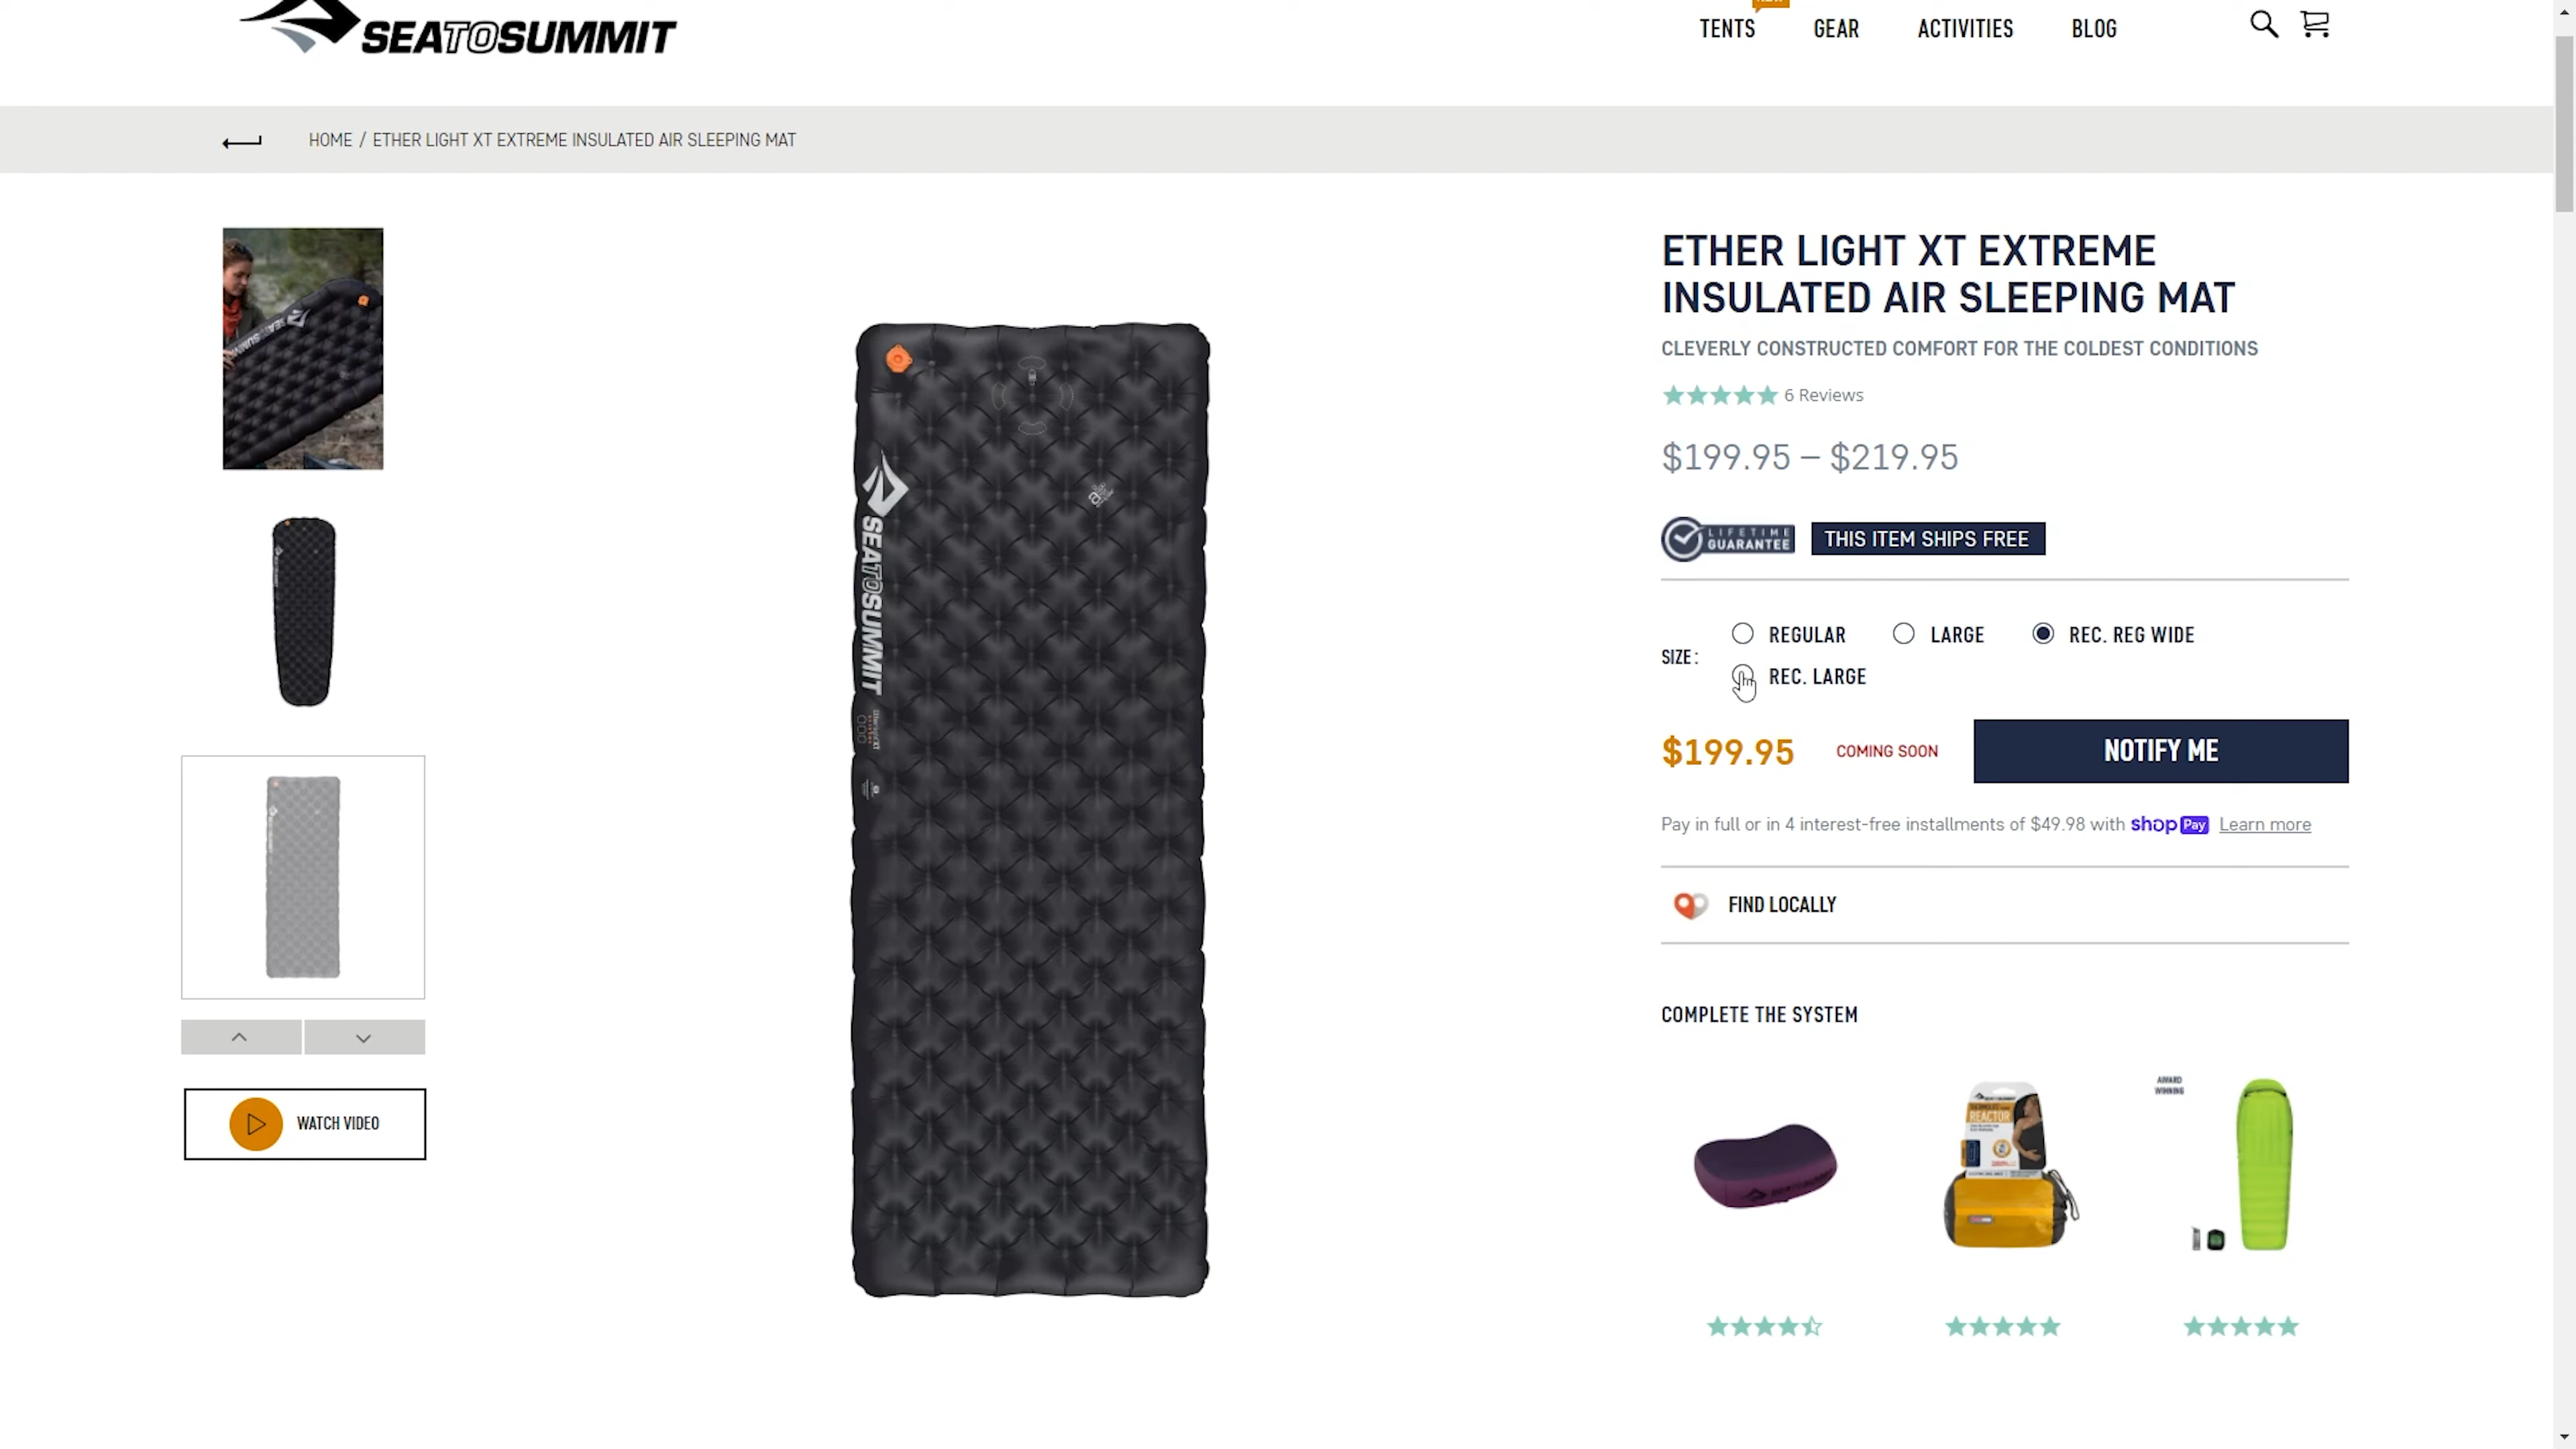 SEATOSUMMIT
TENTS
GEAR
ACTIVITIES
BLOG
HOME / ETHER LIGHT XT EXTREME INSULATED AIR SLEEPING MAT
SEATOSUMMIT
ETHER LIGHT XT EXTREME
INSULATED AIR SLEEPING MAT
CLEVERLY CONSTRUCTED COMFORT FOR THE COLDEST CONDITIONS
6 Reviews
$199.95 – $219.95
LIFETIME
GUARANTEE
THIS ITEM SHIPS FREE
SIZE:
REGULAR
LARGE
REC. REG WIDE
REC. LARGE
$199.95
COMING SOON
NOTIFY ME
Pay in full or in 4 interest-free installments of $49.98 with shop Pay Learn more
FIND LOCALLY
COMPLETE THE SYSTEM
AWARD
WINNING
REACTOR
WATCH VIDEO